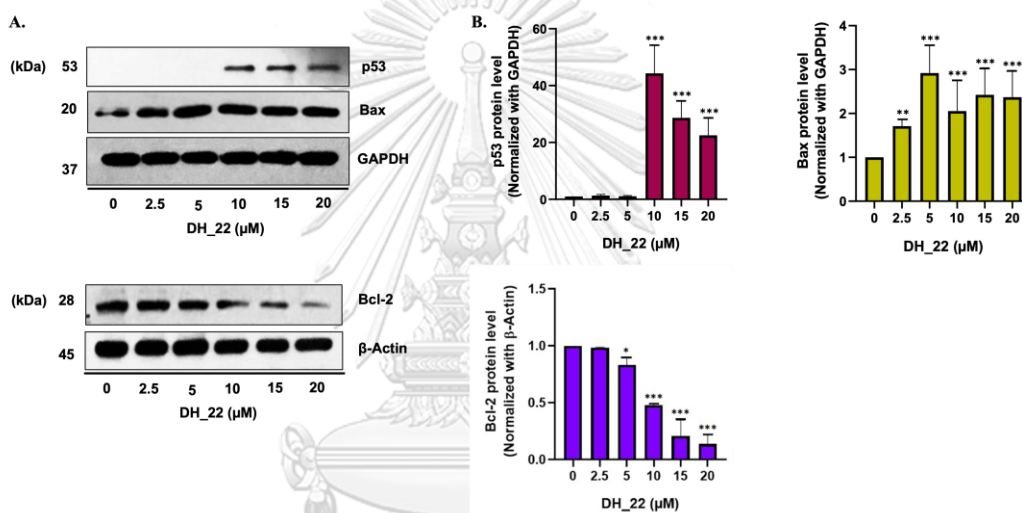 A.
(kDa) 53 p53
20 Bax
37 GAPDH
0 2.5 5 10 15 20
DH_22 (µM)
(kDa) 28 Bcl-2
45 β-Actin
0 2.5 5 10 15 20
DH_22 (µM)
B.
p53 protein level
(Normalized with GAPDH)
60
40
20
0
***
***
***
0 2.5 5 10 15 20
DH_22 (µM)
Bax protein level
(Normalized with GAPDH)
4
3
2
1
0
**
***
***
***
***
0 2.5 5 10 15 20
DH_22 (µM)
Bcl-2 protein level
(Normalized with β-Actin)
1.5
1.0
0.5
0.0
*
***
***
***
0 2.5 5 10 15 20
DH_22 (µM)